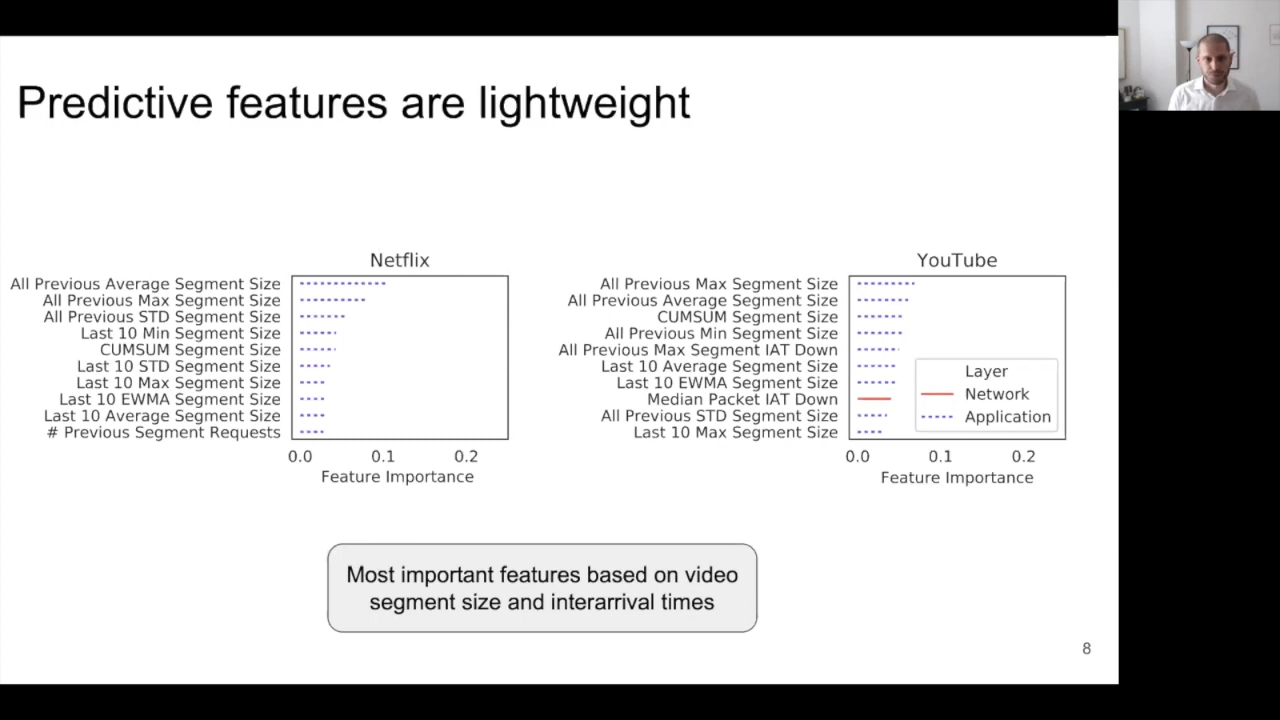 Predictive features are lightweight
Netflix
All Previous Average Segment Size
All Previous Max Segment Size
All Previous STD Segment Size
Last 10 Min Segment Size
CUMSUM Segment Size
Last 10 STD Segment Size
Last 10 Max Segment Size
Last 10 EWMA Segment Size
Last 10 Average Segment Size
# Previous Segment Requests
0.0 0.1 0.2
Feature Importance
YouTube
All Previous Max Segment Size
All Previous Average Segment Size
CUMSUM Segment Size
All Previous Min Segment Size
All Previous Max Segment IAT Down
Last 10 Average Segment Size
Last 10 EWMA Segment Size
Median Packet IAT Down
All Previous STD Segment Size
Last 10 Max Segment Size
Layer
Network
Application
0.0 0.1 0.2
Feature Importance
Most important features based on video
segment size and interarrival times
8